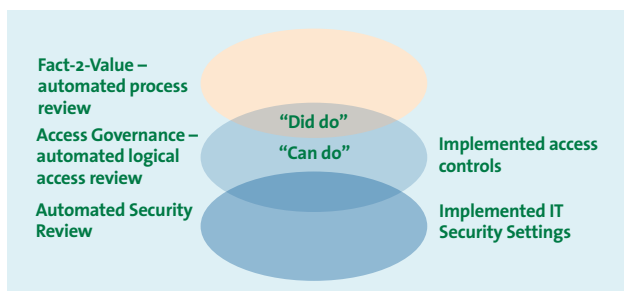 Fact-2-Value –
automated process
review
Access Governance –
automated logical
access review
Automated Security
Review
“Did do”
“Can do”
Implemented access
controls
Implemented IT
Security Settings